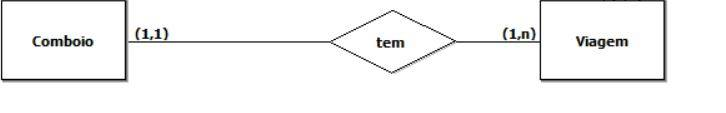 (1,1)
(1,n)
Comboio
tem
Viagem